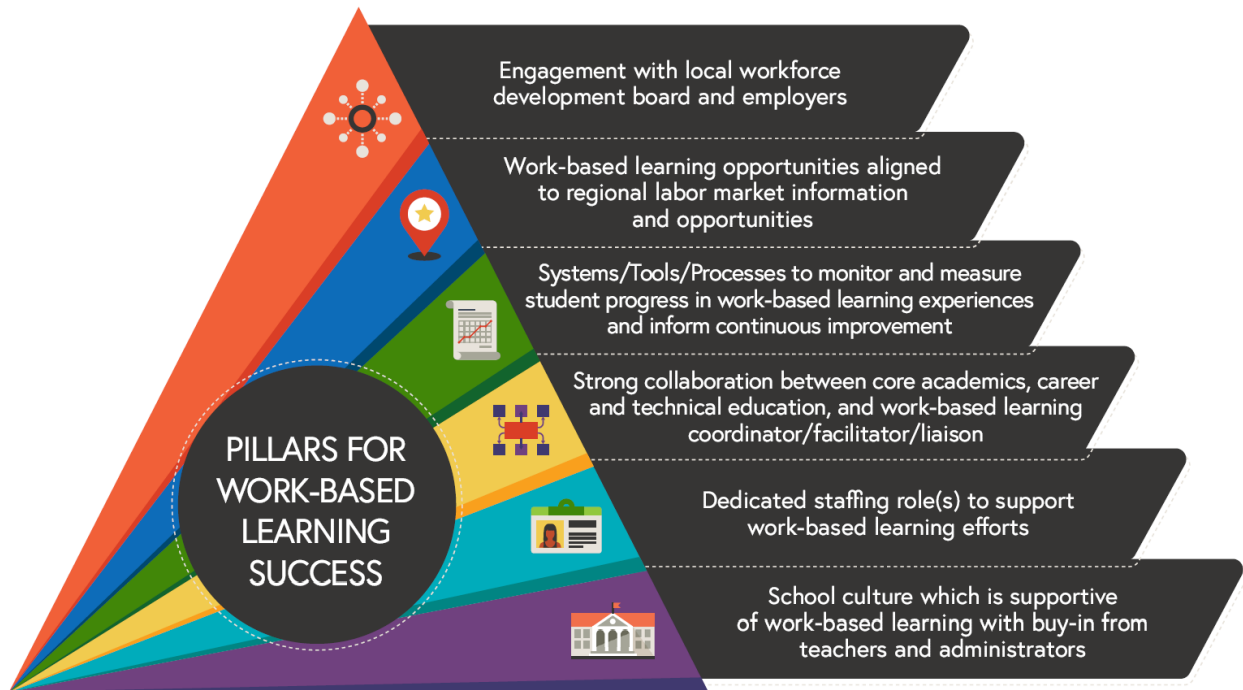 Engagement with local workforce
development board and employers
Work-based learning opportunities aligned
to regional labor market information
and opportunities
Systems/Tools/Processes to monitor and measure
student progress in work-based learning experiences
and inform continuous improvement
Strong collaboration between core academics, career
and technical education, and work-based learning
coordinator/facilitator/liaison
Dedicated staffing role(s) to support
work-based learning efforts
School culture which is supportive
of work-based learning with buy-in from
teachers and administrators
PILLARS FOR
WORK-BASED
LEARNING
SUCCESS